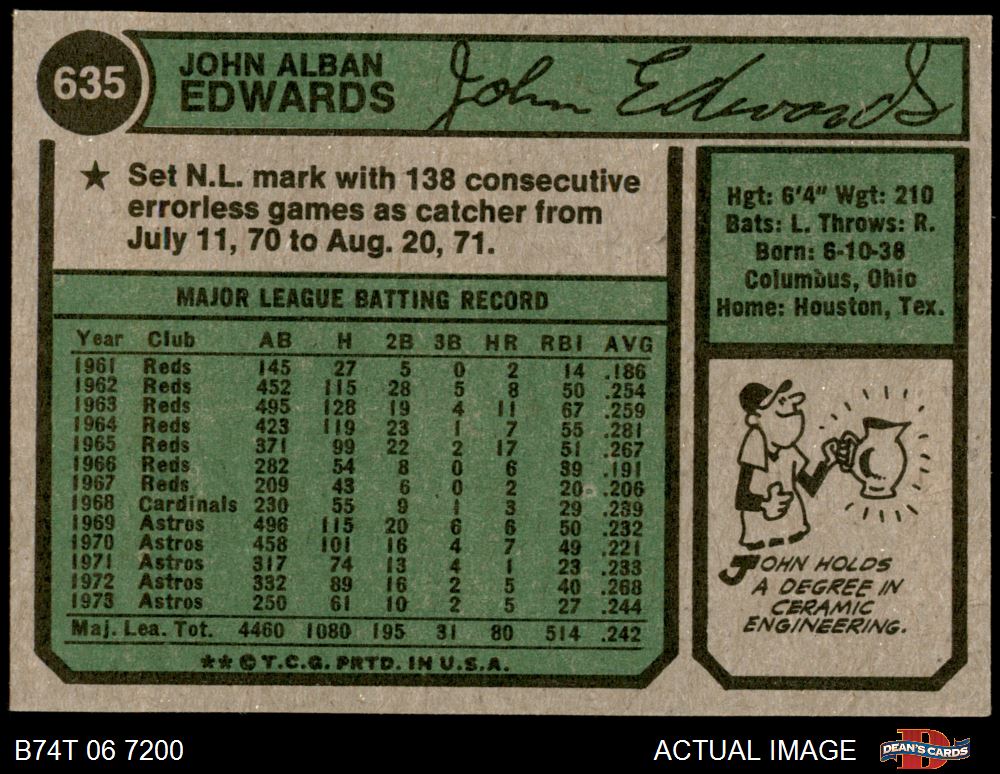 635
JOHN ALBAN
EDWARDS
John Edwards
★ Set N.L. mark with 138 consecutive
errorless games as catcher from
July 11, 70 to Aug. 20, 71.
Hgt: 6'4" Wgt: 210
Bats: L. Throws: R.
Born: 6-10-38
Columbus, Ohio
Home: Houston, Tex.
MAJOR LEAGUE BATTING RECORD
Year Club AB H 2B 3B HR RBI AVG
1961 Reds 145 27 5 0 2 14 .186
1962 Reds 452 115 28 5 8 50 .254
1963 Reds 495 128 19 4 11 67 .259
1964 Reds 423 119 23 1 7 55 .281
1965 Reds 371 99 22 2 17 51 .267
1966 Reds 282 54 8 0 6 39 .191
1967 Reds 209 43 6 0 2 20 .206
1968 Cardinals 230 55 9 1 3 29 .239
1969 Astros 496 115 20 6 6 50 .232
1970 Astros 458 101 16 4 7 49 .221
1971 Astros 317 74 13 4 1 23 .233
1972 Astros 332 89 16 2 5 40 .268
1973 Astros 250 61 10 2 5 27 .244
Maj. Lea. Tot. 4460 1080 195 31 80 514 .242
★★ © T.C.G. PRTD. IN U.S.A.
JOHN HOLDS
A DEGREE IN
CERAMIC
ENGINEERING.
B74T 06 7200
ACTUAL IMAGE
DEAN'S CARDS